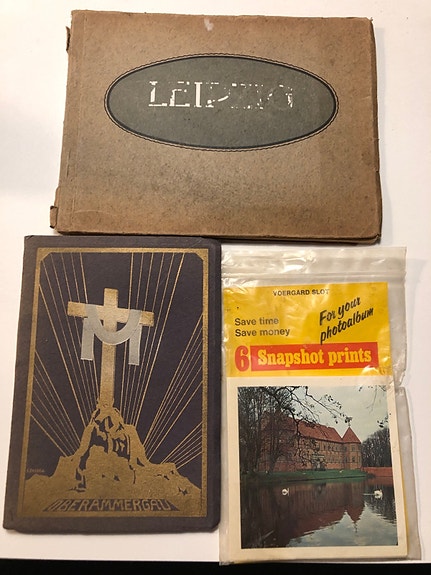 LEIPZIG
OBERAMMERGAU
VOERGARD SLOT
Save time
Save money
For your
photoalbum
6 Snapshot prints